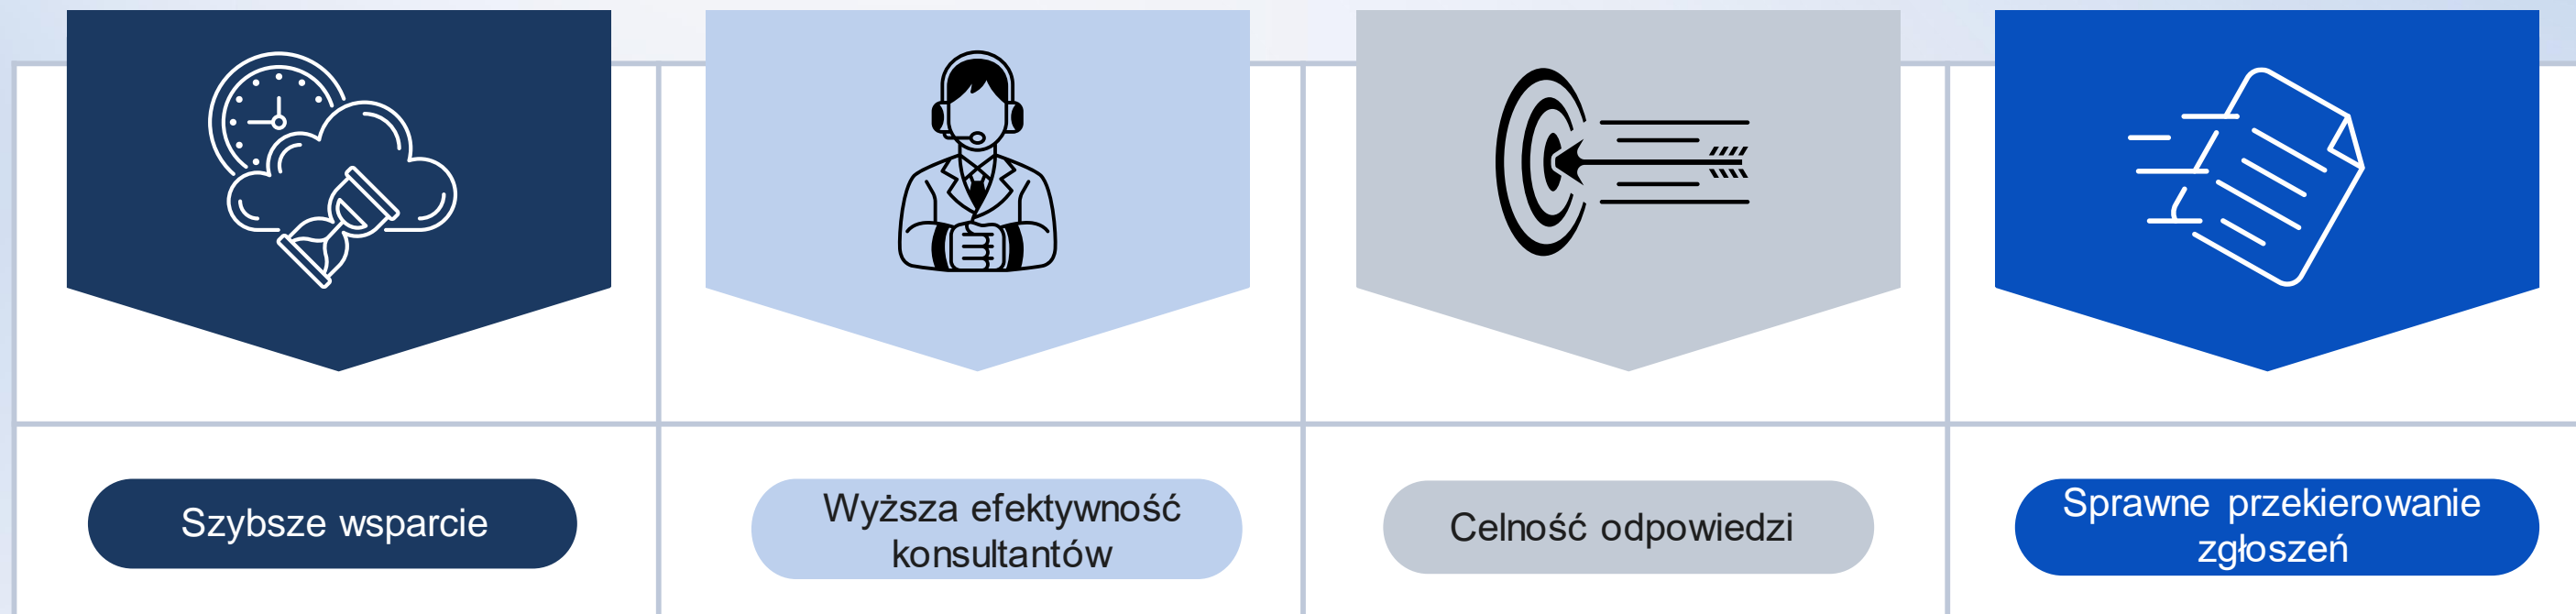 Szybsze wsparcie
Wyższa efektywność
konsultantów
Celność odpowiedzi
Sprawne przekierowanie
zgłoszeń